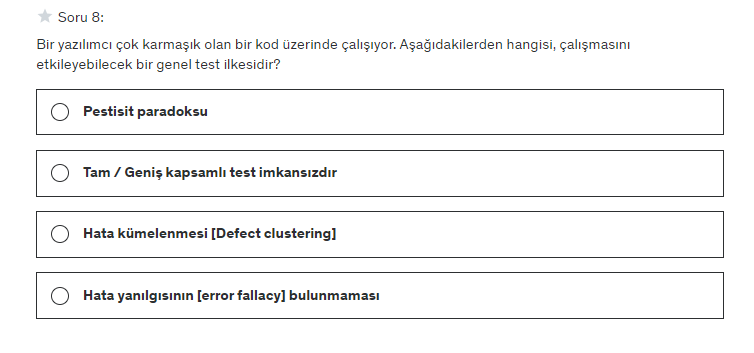 Soru 8:
Bir yazılımcı çok karmaşık olan bir kod üzerinde çalışıyor. Aşağıdakilerden hangisi, çalışmasını
etkileyebilecek bir genel test ilkesidir?
Pestisit paradoksu
Tam / Geniş kapsamlı test imkansızdır
Hata kümelenmesi [Defect clustering]
Hata yanılgısının [error fallacy] bulunmaması